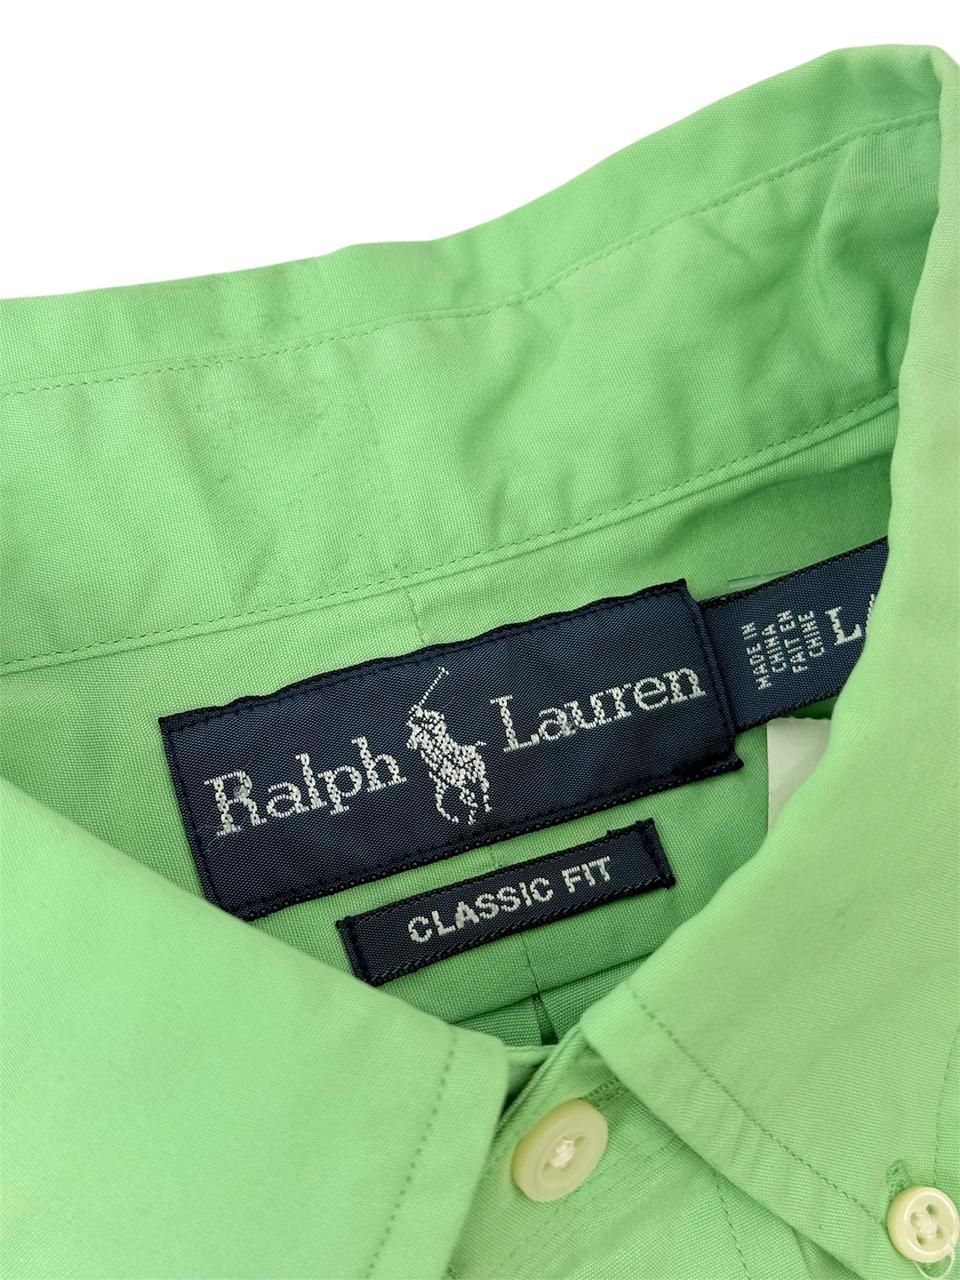 Ralph Lauren
CLASSIC FIT
MADE IN
CHINA
FAIT EN
CHINE
L